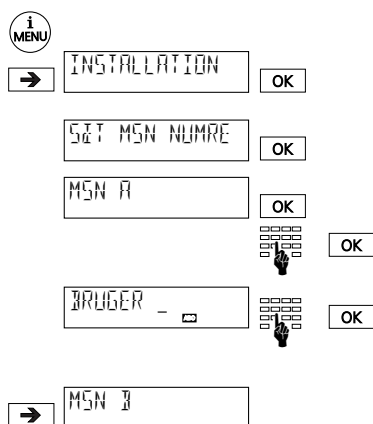 i
MENU
INSTALLATION
OK
SÆT MSN NUMRE
OK
MSN A
OK
OK
BRUGER _
OK
MSN B